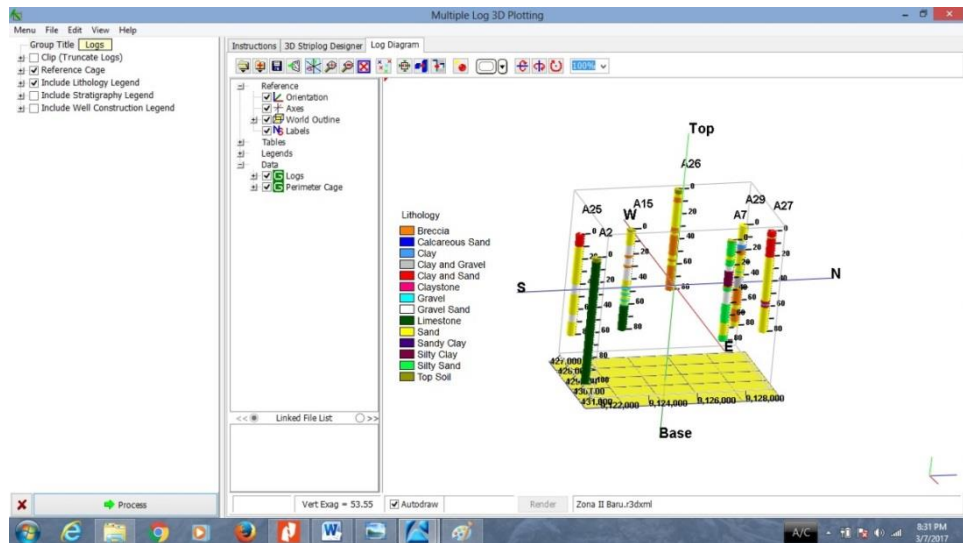 Multiple Log 3D Plotting
Menu File Edit View Help
Group Title Logs
Clip (Truncate Logs)
Reference Cage
Include Lithology Legend
Include Stratigraphy Legend
Include Well Construction Legend
Instructions 3D Striplog Designer Log Diagram
100%
Reference
Orientation
Axes
World Outline
Labels
Tables
Legends
Data
Logs
Perimeter Cage
<< Linked File List >>
Lithology
Breccia
Calcareous Sand
Clay
Clay and Gravel
Clay and Sand
Claystone
Gravel
Gravel Sand
Limestone
Sand
Sandy Clay
Silty Clay
Silty Sand
Top Soil
Top
A26
A25
A2
W
A15
A7
A29
A27
S
N
E
427,000
431,000
9,122,000 9,124,000 9,126,000 9,128,000
Base
Process
Vert Exag = 53.55
Autodraw
Render
Zona II Baru.r3dxml
A/C
8:31 PM
3/7/2017